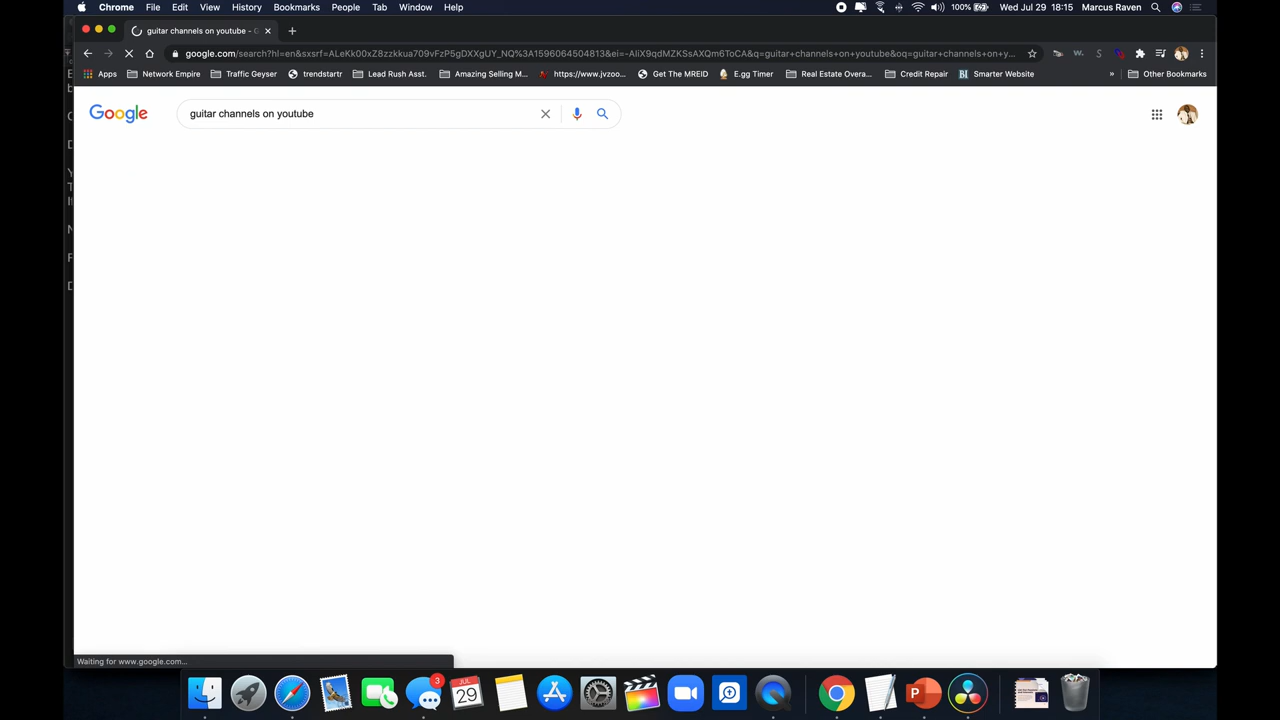 Chrome File Edit View History Bookmarks People Tab Window Help 100% Wed Jul 29 18:15 Marcus Raven
guitar channels on youtube - G
google.com/search?hl=en&sxsrf=ALeKk00xZ8zzkkua709vFzP5gDXXgUY_NQ%3A1596064504813&ei=-AliX9qdMZKSsAXQm6ToCA&q=guitar+channels+on+youtube&oq=guitar+channels+on+y...
Apps Network Empire Traffic Geyser trendstartr Lead Rush Asst. Amazing Selling M... https://www.jvzoo... Get The MREID E.gg Timer Real Estate Overa... Credit Repair BI Smarter Website » Other Bookmarks
Google guitar channels on youtube
Waiting for www.google.com...
3
JUL
29